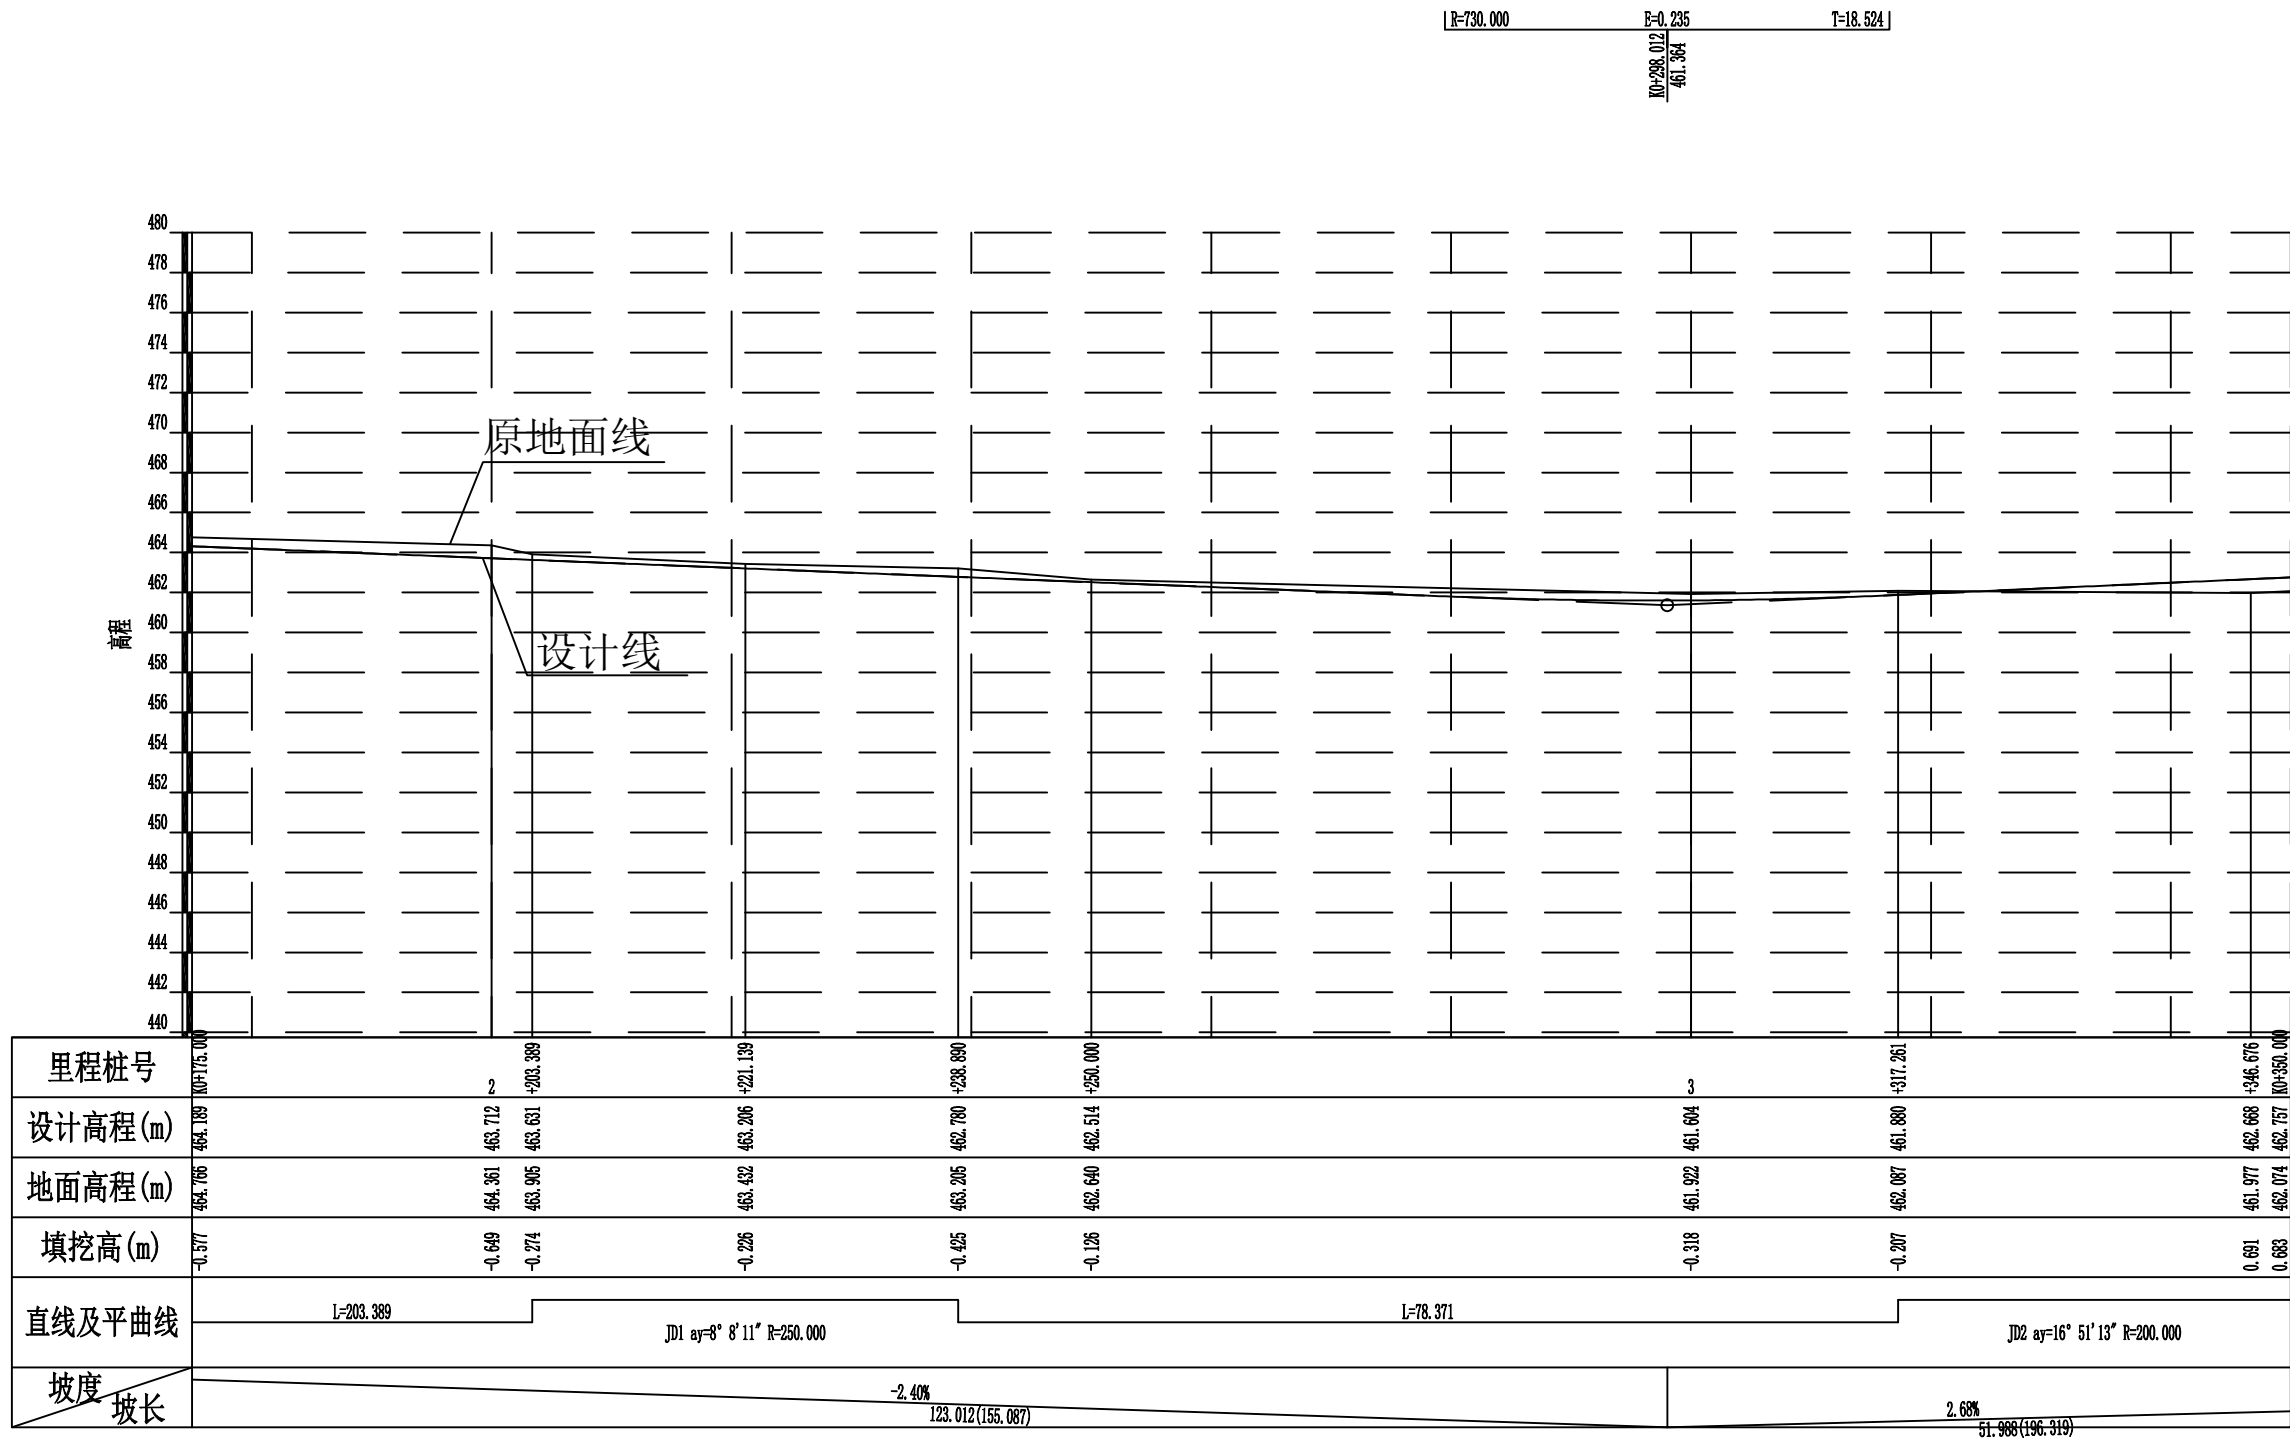 R=730.000 E=0.235 T=18.524
K0+298.012
461.364
480
478
476
474
472
470
468
466
464
462
460
458
456
454
452
450
448
446
444
442
440
高程
原地面线
设计线
里程桩号 K0+175.000 2 +203.389 +221.139 +238.890 +250.000 3 +317.261 +346.676 K0+350.000
设计高程(m) 464.189 463.712 463.631 463.206 462.780 462.514 461.604 461.880 462.668 462.757
地面高程(m) 464.766 464.361 463.905 463.432 463.205 462.640 461.922 462.087 461.977 462.074
填挖高(m) -0.577 -0.649 -0.274 -0.226 -0.425 -0.126 -0.318 -0.207 0.691 0.683
直线及平曲线 L=203.389 JD1 ay=8° 8'11" R=250.000 L=78.371 JD2 ay=16° 51'13" R=200.000
坡度 -2.40% 2.68%
坡长 123.012(155.087) 51.988(196.319)